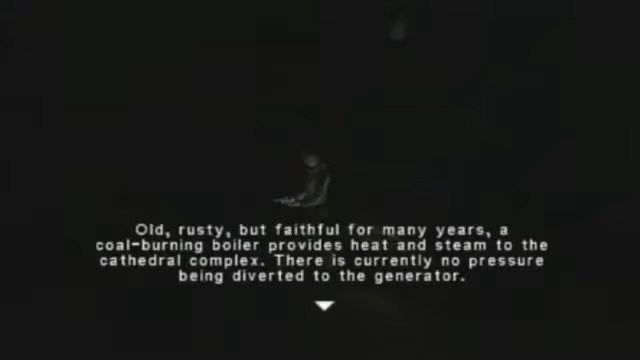 Old, rusty, but faithful for many years, a
coal-burning boiler provides heat and steam to the
cathedral complex. There is currently no pressure
being diverted to the generator.